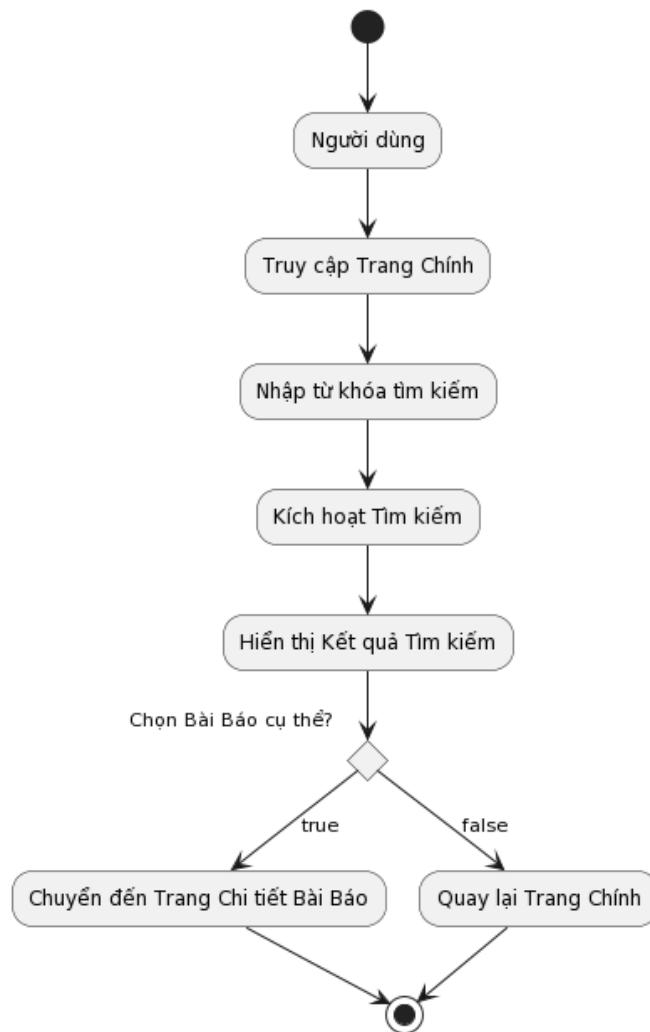 Người dùng
Truy cập Trang Chính
Nhập từ khóa tìm kiếm
Kích hoạt Tìm kiếm
Hiển thị Kết quả Tìm kiếm
Chọn Bài Báo cụ thể?
true
false
Chuyển đến Trang Chi tiết Bài Báo
Quay lại Trang Chính